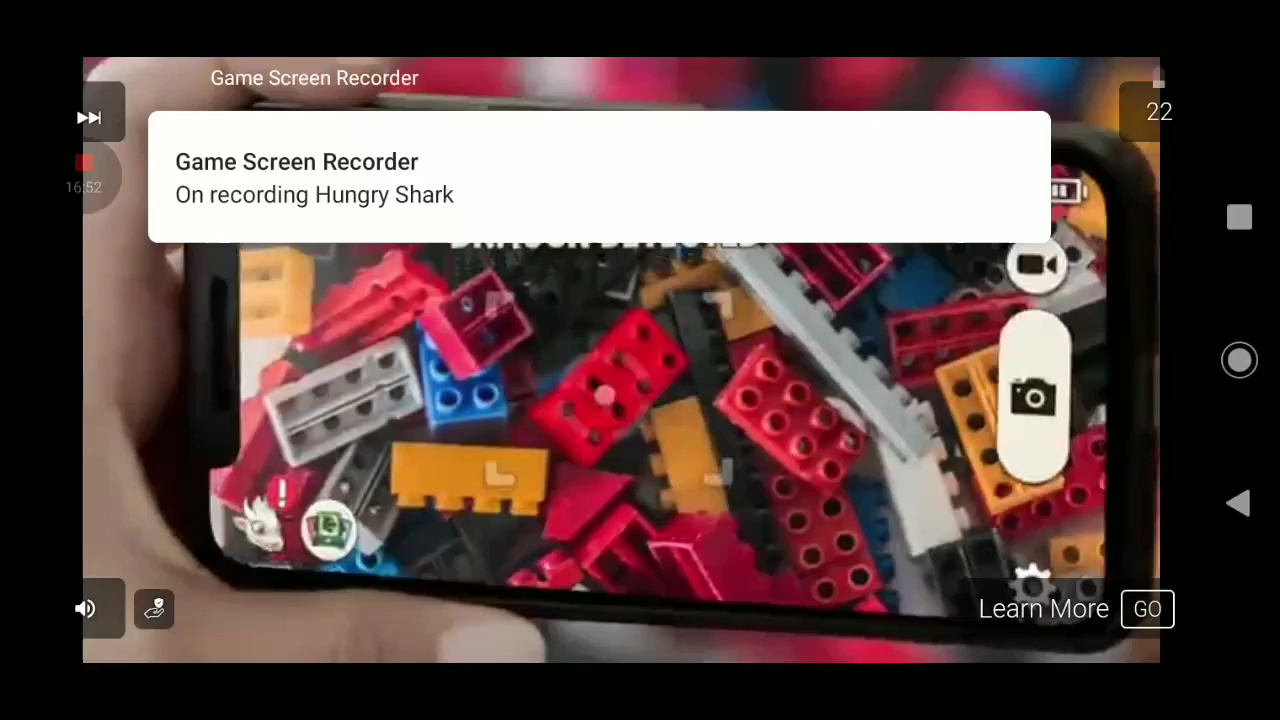 Game Screen Recorder
22
Game Screen Recorder
On recording Hungry Shark
16:52
Learn More
GO